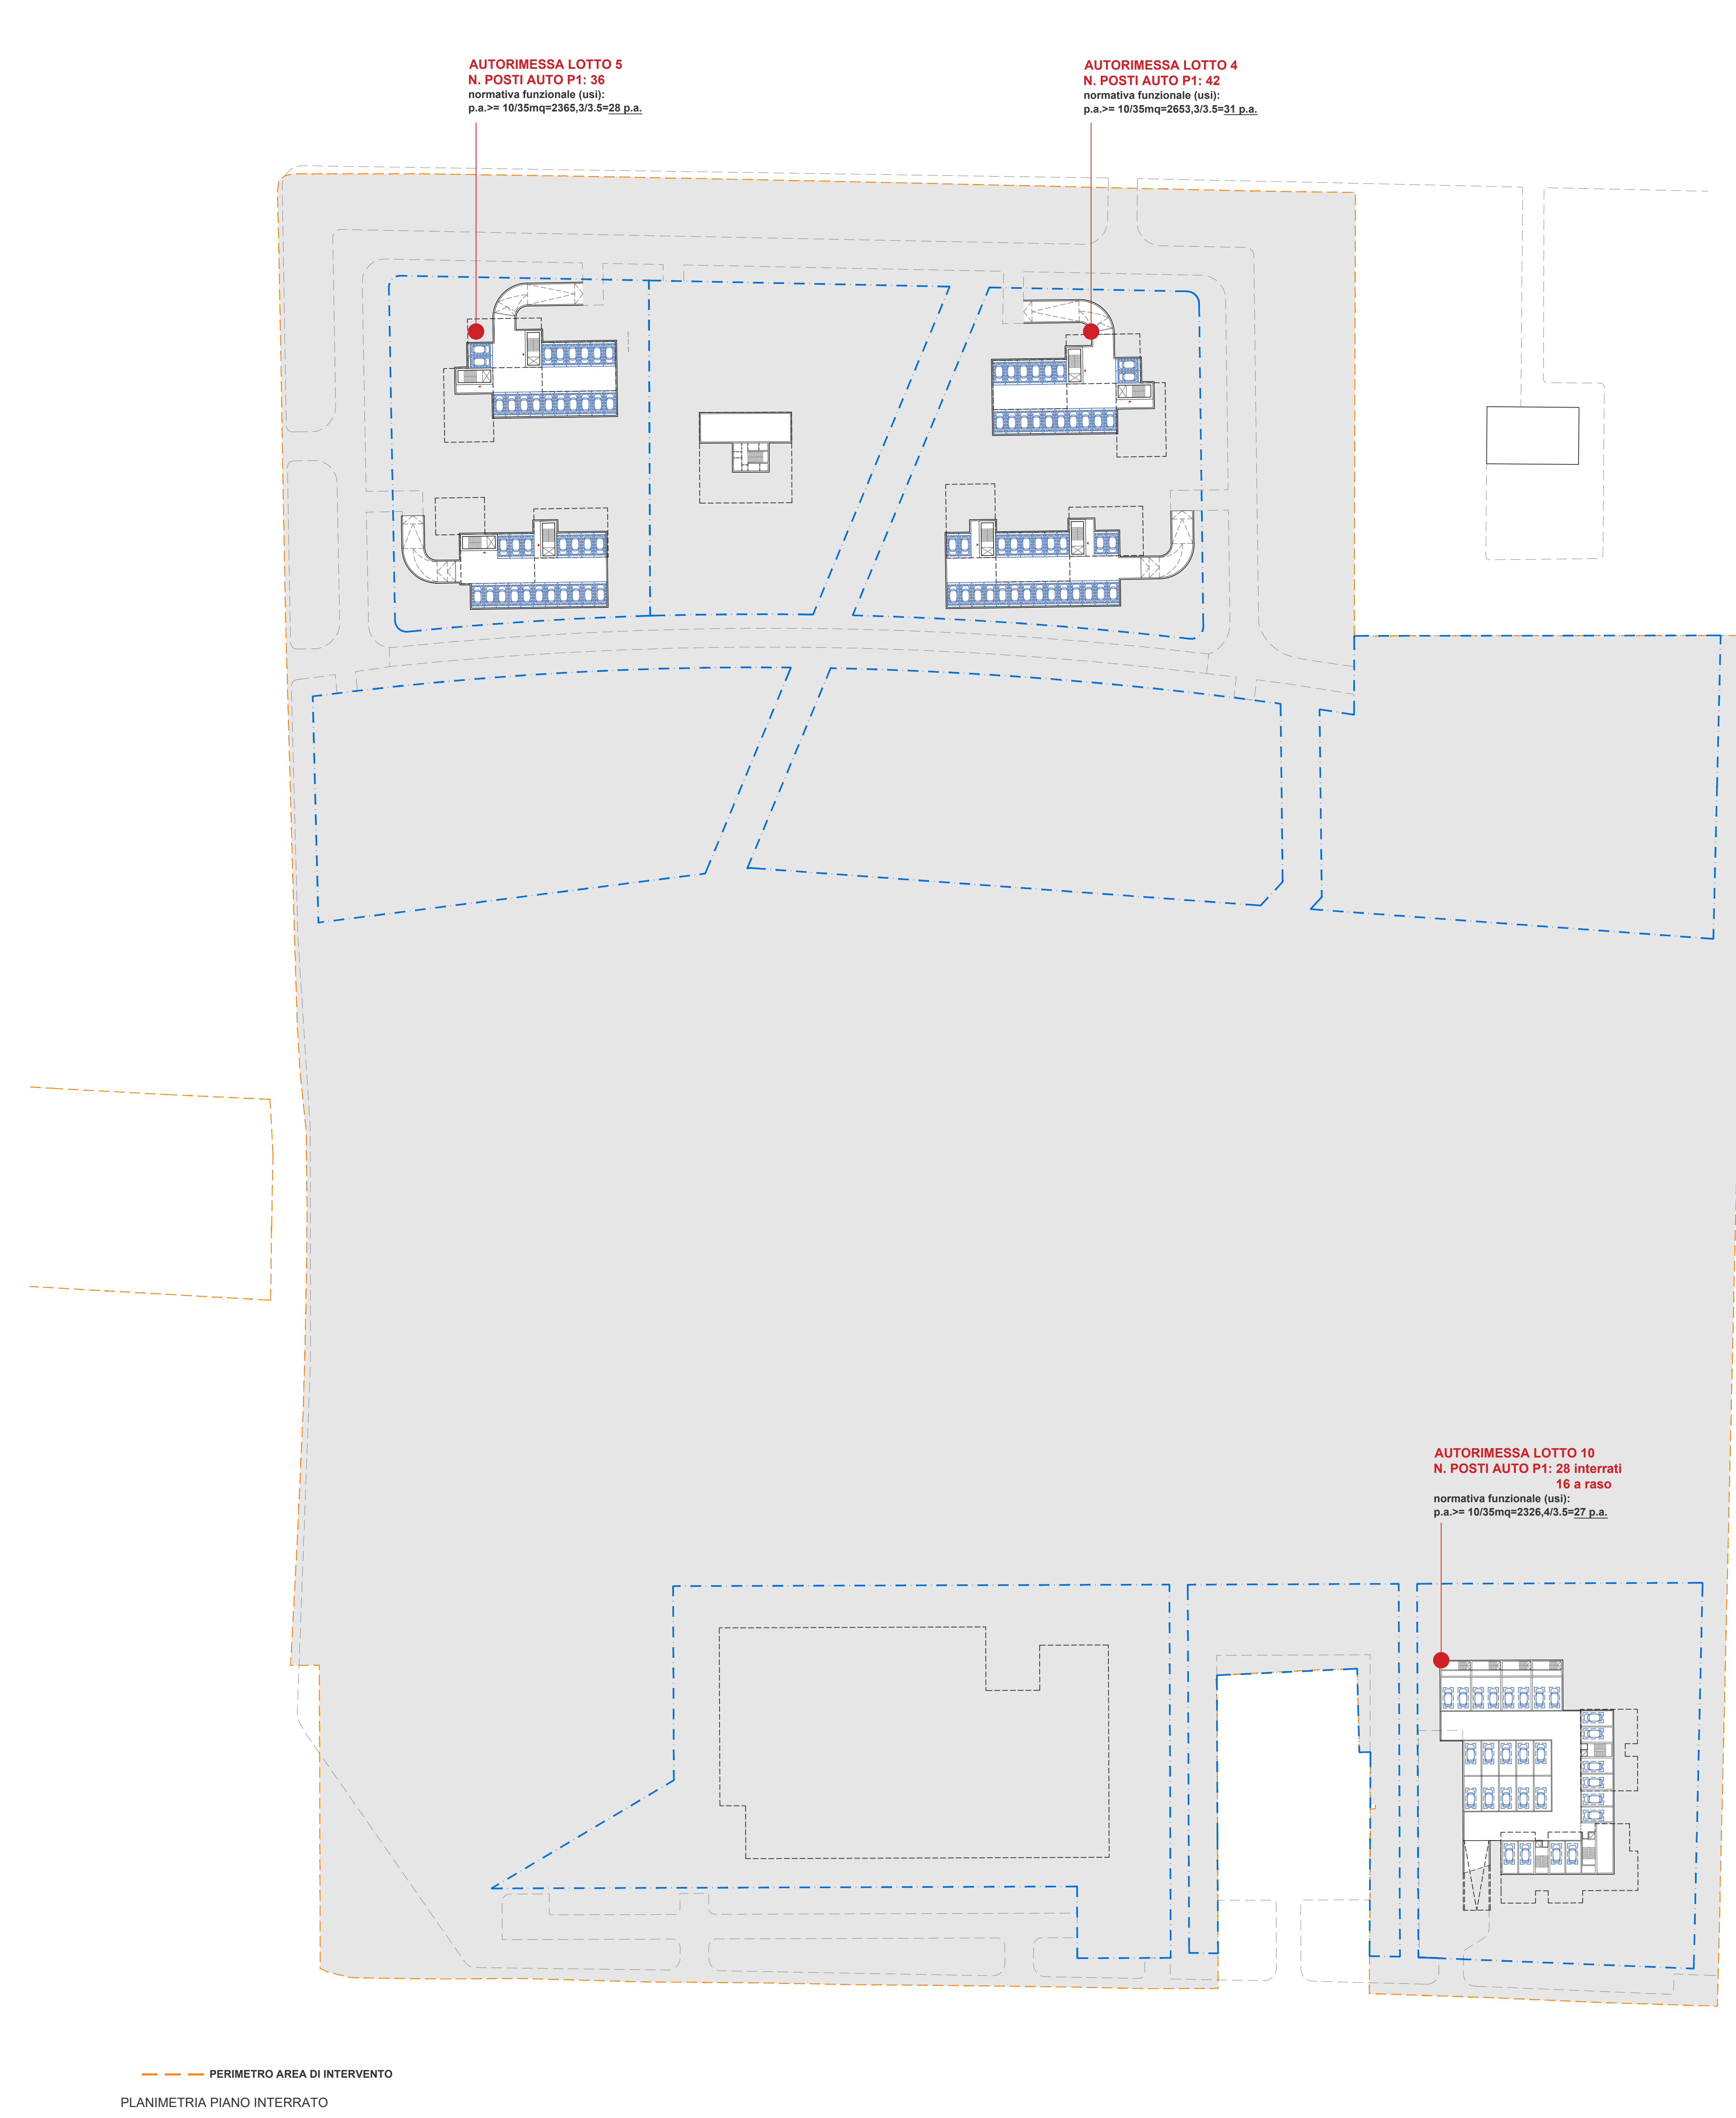 AUTORIMESSA LOTTO 5
N. POSTI AUTO P1: 36
normativa funzionale (usi):
p.a.>= 10/35mq=2365,3/3.5=28 p.a.
AUTORIMESSA LOTTO 4
N. POSTI AUTO P1: 42
normativa funzionale (usi):
p.a.>= 10/35mq=2653,3/3.5=31 p.a.
AUTORIMESSA LOTTO 10
N. POSTI AUTO P1: 28 interrati
16 a raso
normativa funzionale (usi):
p.a.>= 10/35mq=2326,4/3.5=27 p.a.
PERIMETRO AREA DI INTERVENTO
PLANIMETRIA PIANO INTERRATO